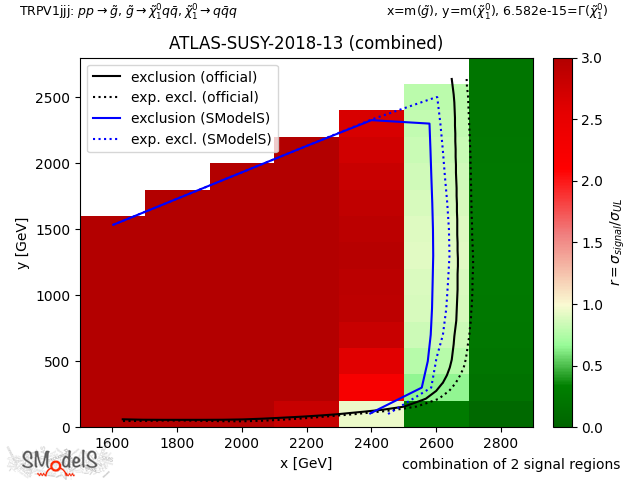 TRPV1jjj: pp → g̃, g̃ → χ̃⁰₁qq̄, χ̃⁰₁ → qq̄q
x=m(g̃), y=m(χ̃⁰₁), 6.582e-15=Γ(χ̃⁰₁)
ATLAS-SUSY-2018-13 (combined)
exclusion (official)
exp. excl. (official)
exclusion (SModelS)
exp. excl. (SModelS)
y [GeV]
2500
2000
1500
1000
500
0
1600 1800 2000 2200 2400 2600 2800
x [GeV]
3.0
2.5
2.0
1.5
1.0
0.5
0.0
r = σ_signal/σ_UL
SModelS
combination of 2 signal regions